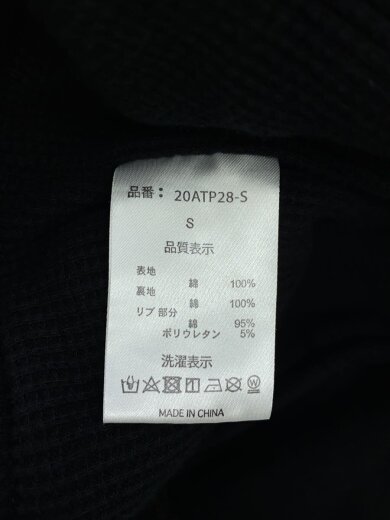 品番： 20ATP28-S
S
品質表示
表地
綿 100%
裏地
綿 100%
リブ 部分
綿 95%
ポリウレタン 5%
洗濯表示
MADE IN CHINA